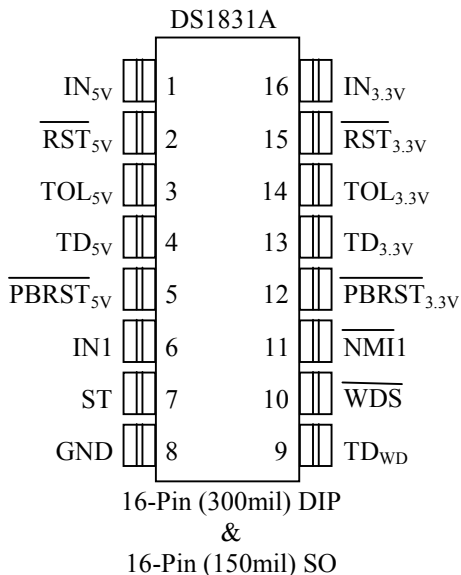 DS1831A
IN5V 1 16 IN3.3V
RST5V 2 15 RST3.3V
TOL5V 3 14 TOL3.3V
TD5V 4 13 TD3.3V
PBRST5V 5 12 PBRST3.3V
IN1 6 11 NMI1
ST 7 10 WDS
GND 8 9 TDWD
16-Pin (300mil) DIP
&
16-Pin (150mil) SO